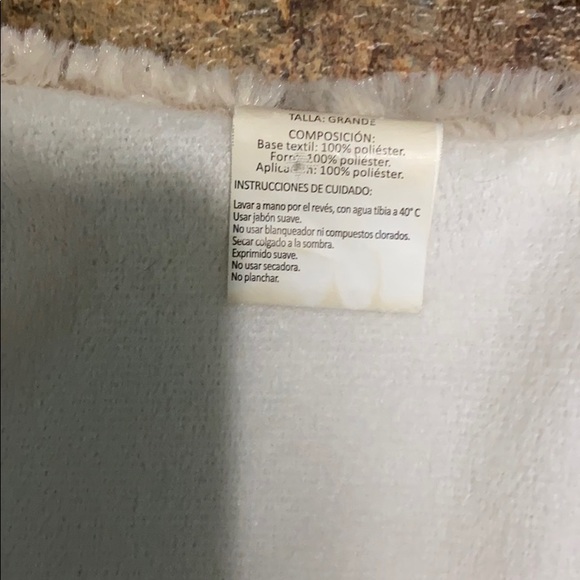 TALLA: GRANDE
COMPOSICIÓN:
Base textil: 100% poliéster.
100% poliéster.
100% poliéster.
INSTRUCCIONES DE CUIDADO:
Lavar a mano por el revés, con agua tibia a 40° C
Usar jabón suave.
No usar blanqueador ni compuestos clorados.
Secar colgado a la sombra.
Exprimido suave.
No usar secadora.
No planchar.